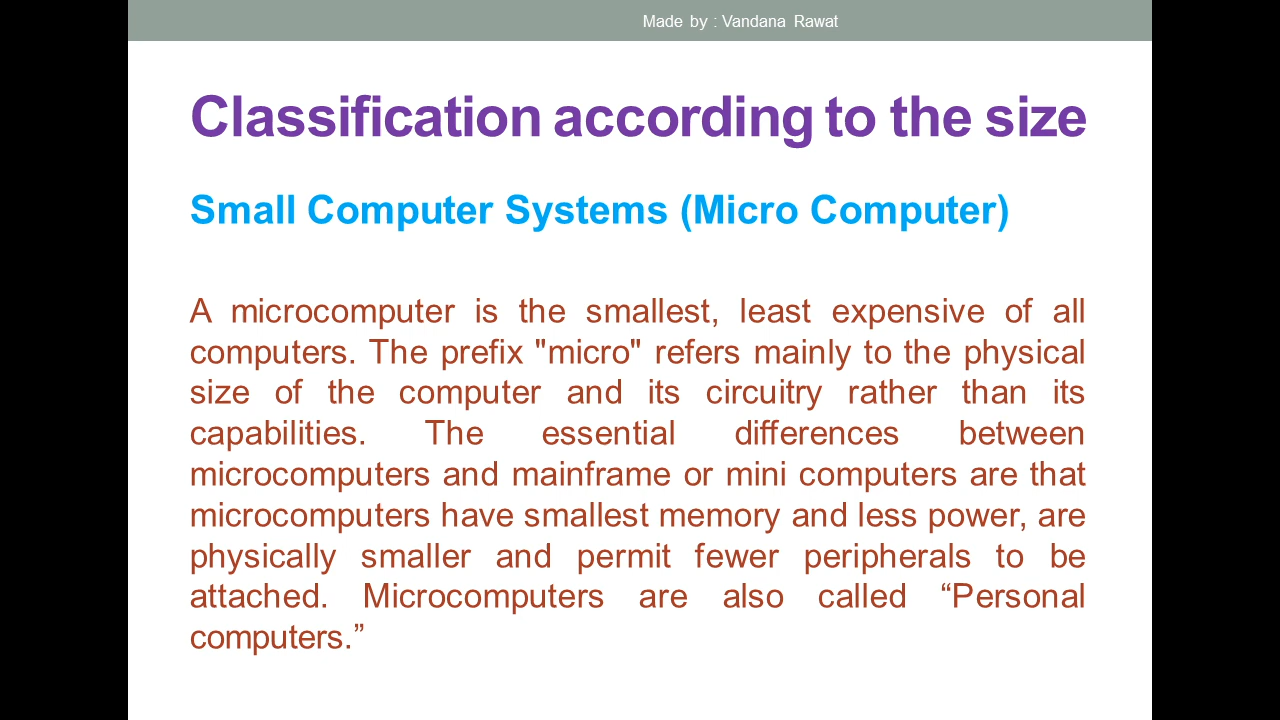 Made by : Vandana Rawat
Classification according to the size
Small Computer Systems (Micro Computer)
A microcomputer is the smallest, least expensive of all
computers. The prefix "micro" refers mainly to the physical
size of the computer and its circuitry rather than its
capabilities. The essential differences between
microcomputers and mainframe or mini computers are that
microcomputers have smallest memory and less power, are
physically smaller and permit fewer peripherals to be
attached. Microcomputers are also called “Personal
computers.”